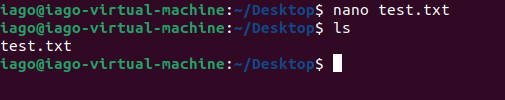 iago@iago-virtual-machine:~/Desktop$ nano test.txt
iago@iago-virtual-machine:~/Desktop$ ls
test.txt
iago@iago-virtual-machine:~/Desktop$